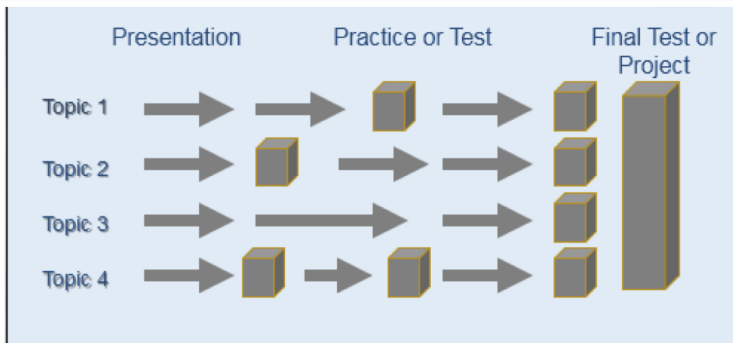 Presentation
Practice or Test
Final Test or
Project
Topic 1
Topic 2
Topic 3
Topic 4